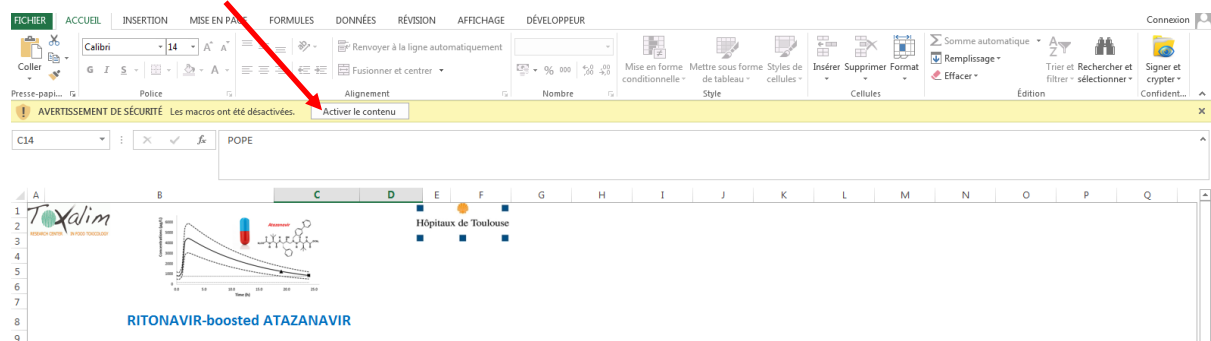 FICHIER ACCUEIL INSERTION MISE EN PAGE FORMULES DONNÉES RÉVISION AFFICHAGE DÉVELOPPEUR Connexion
Calibri 14 Renvoyer à la ligne automatiquement Somme automatique
Remplissage
Coller G I S Fusionner et centrer % 000 Mise en forme conditionnelle Mettre sous forme de tableau Styles de cellules Insérer Supprimer Format Effacer Trier et filtrer Rechercher et sélectionner Signer et crypter
Presse-papi... Police Alignement Nombre Style Cellules Édition Confident...
AVERTISSEMENT DE SÉCURITÉ Les macros ont été désactivées. Activer le contenu
C14 fx POPE
A B C D E F G H I J K L M N O P Q
1
2
3
4
5
6
7
8
9
Toxalim
RESEARCH CENTER IN FOOD TOXICOLOGY
Atazanavir
Time (h)
Hôpitaux de Toulouse
RITONAVIR-boosted ATAZANAVIR